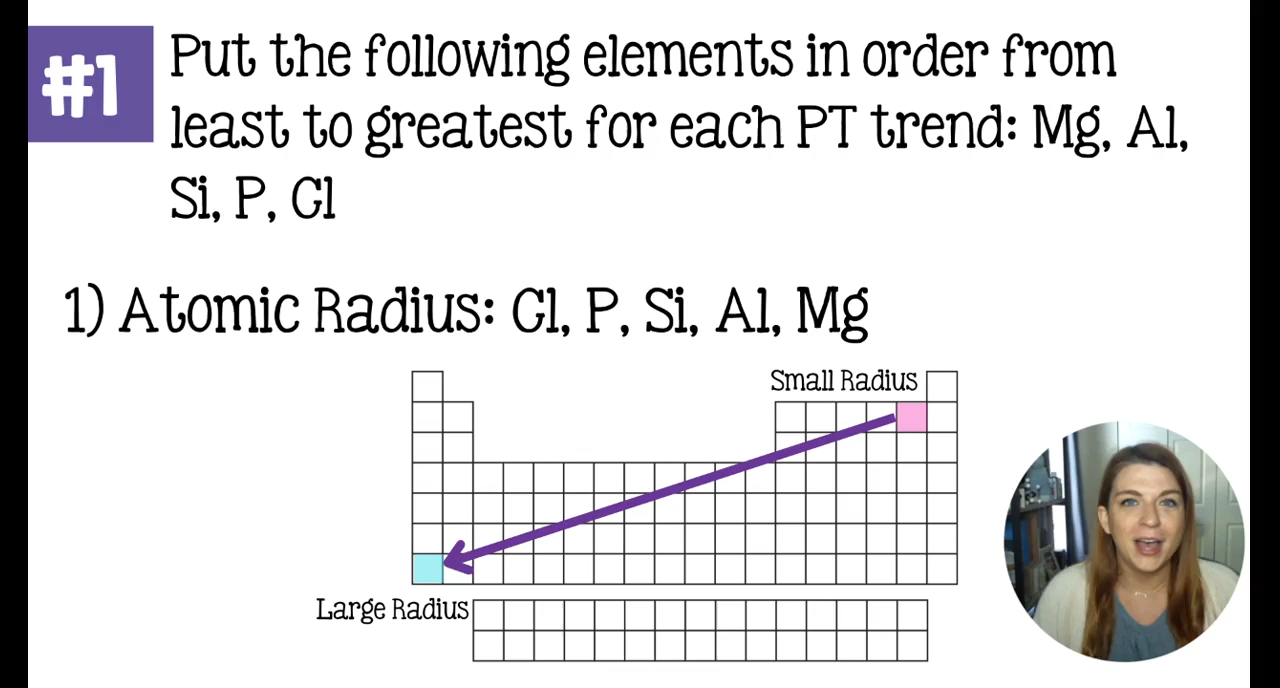 #1
Put the following elements in order from
least to greatest for each PT trend: Mg, Al,
Si, P, Cl
1) Atomic Radius: Cl, P, Si, Al, Mg
Small Radius
Large Radius